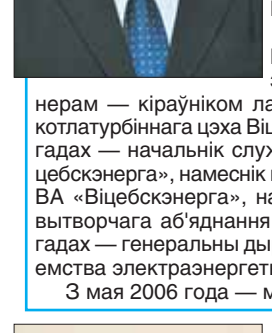 нерам — кіраўніком ла
котлатурбіннага цэха Віц
гадах — начальнік служ
цебскэнерга», намеснік
ВА «Віцебскэнерга», на
вытворчага аб'яднання
гадах — генеральны ды
емства электраэнергет
З мая 2006 года — м